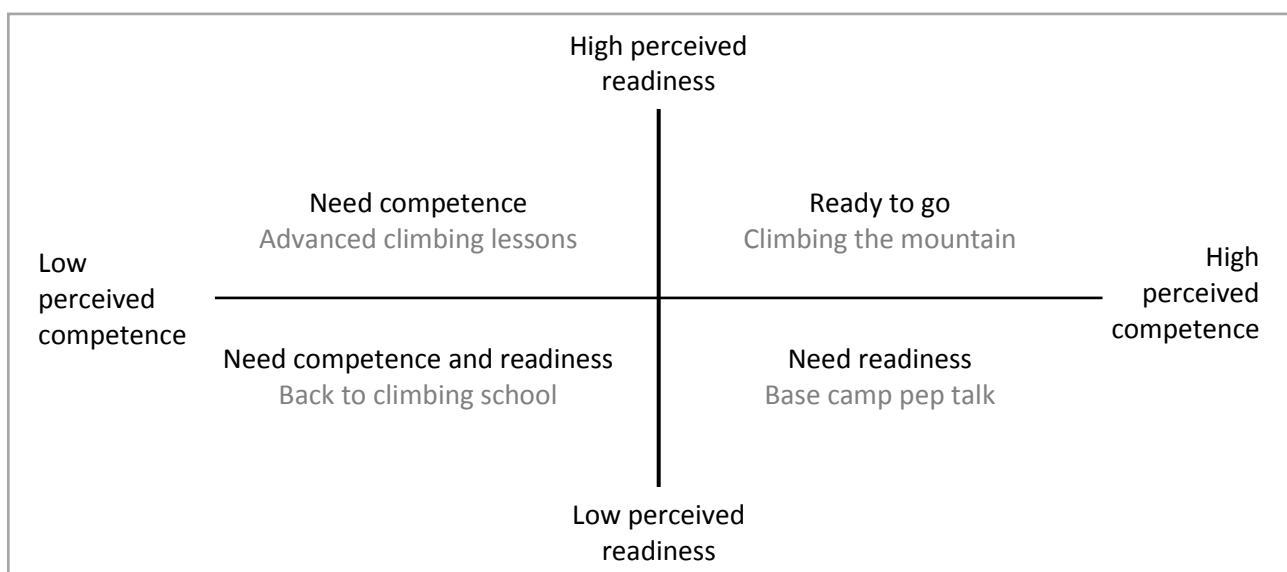 High perceived
readiness
Need competence
Advanced climbing lessons
Ready to go
Climbing the mountain
Low
perceived
competence
High
perceived
competence
Need competence and readiness
Back to climbing school
Need readiness
Base camp pep talk
Low perceived
readiness